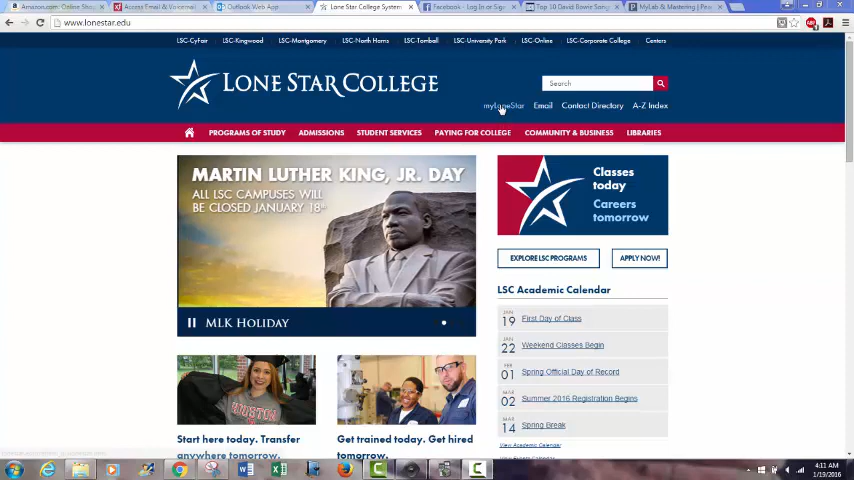 Amazon.com: Online Sho
Access Email & Voicemail
Outlook Web App
Lone Star College System
Facebook - Log In or Sign
Top 10 David Bowie Song
MyLab & Mastering | Pea
www.lonestar.edu
LSC-CyFair LSC-Kingwood LSC-Montgomery LSC-North Harris LSC-Tomball LSC-University Park LSC-Online LSC-Corporate College Centers
LONE STAR COLLEGE
Search
myLoneStar Email Contact Directory A-Z Index
PROGRAMS OF STUDY ADMISSIONS STUDENT SERVICES PAYING FOR COLLEGE COMMUNITY & BUSINESS LIBRARIES
MARTIN LUTHER KING, JR. DAY
ALL LSC CAMPUSES WILL
BE CLOSED JANUARY 18th
MLK HOLIDAY
Classes
today
Careers
tomorrow
EXPLORE LSC PROGRAMS APPLY NOW!
LSC Academic Calendar
JAN
19 First Day of Class
JAN
22 Weekend Classes Begin
FEB
01 Spring Official Day of Record
MAR
02 Summer 2016 Registration Begins
MAR
14 Spring Break
View Academic Calendar
HOUSTON
Start here today. Transfer
anywhere tomorrow.
Get trained today. Get hired
tomorrow.
4:11 AM
1/19/2016